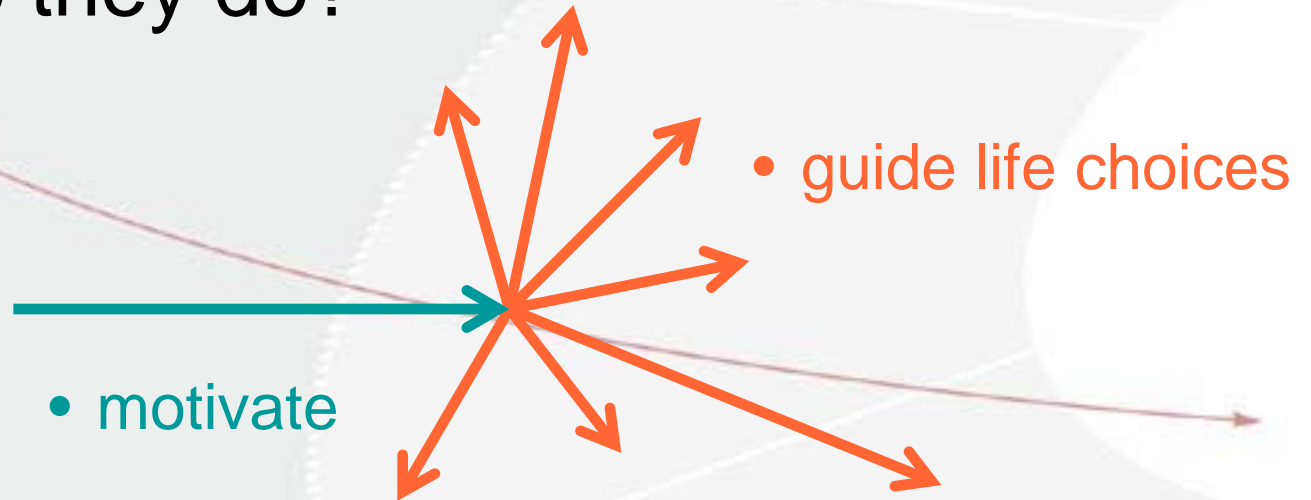 they do?
• guide life choices
• motivate